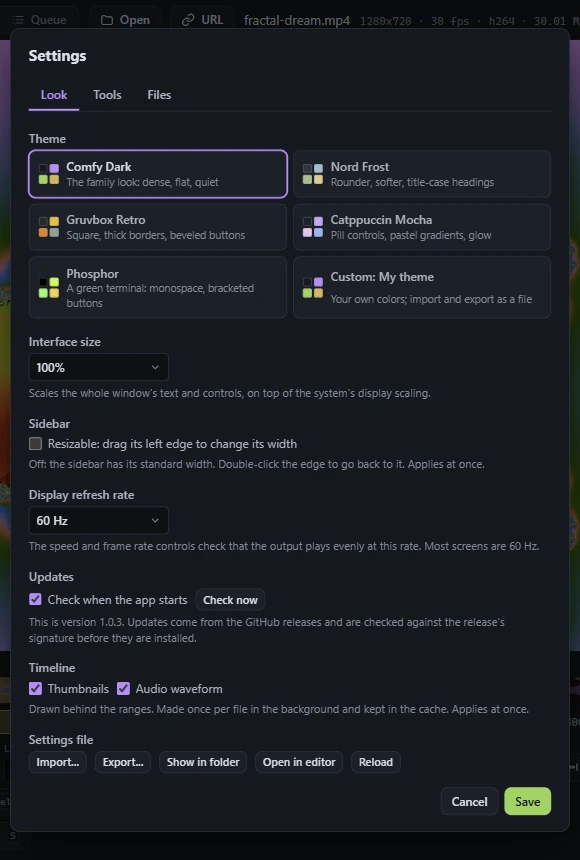 Queue Open URL fractal-dream.mp4 1280x720 · 30 fps · h264 · 30.01 M
Settings
Look Tools Files
Theme
Comfy Dark
The family look: dense, flat, quiet
Nord Frost
Rounder, softer, title-case headings
Gruvbox Retro
Square, thick borders, beveled buttons
Catppuccin Mocha
Pill controls, pastel gradients, glow
Phosphor
A green terminal: monospace, bracketed
buttons
Custom: My theme
Your own colors; import and export as a file
Interface size
100%
Scales the whole window's text and controls, on top of the system's display scaling.
Sidebar
Resizable: drag its left edge to change its width
Off: the sidebar has its standard width. Double-click the edge to go back to it. Applies at once.
Display refresh rate
60 Hz
The speed and frame rate controls check that the output plays evenly at this rate. Most screens are 60 Hz.
Updates
Check when the app starts Check now
This is version 1.0.3. Updates come from the GitHub releases and are checked against the release's
signature before they are installed.
Timeline
Thumbnails Audio waveform
Drawn behind the ranges. Made once per file in the background and kept in the cache. Applies at once.
Settings file
Import... Export... Show in folder Open in editor Reload
Cancel Save
S